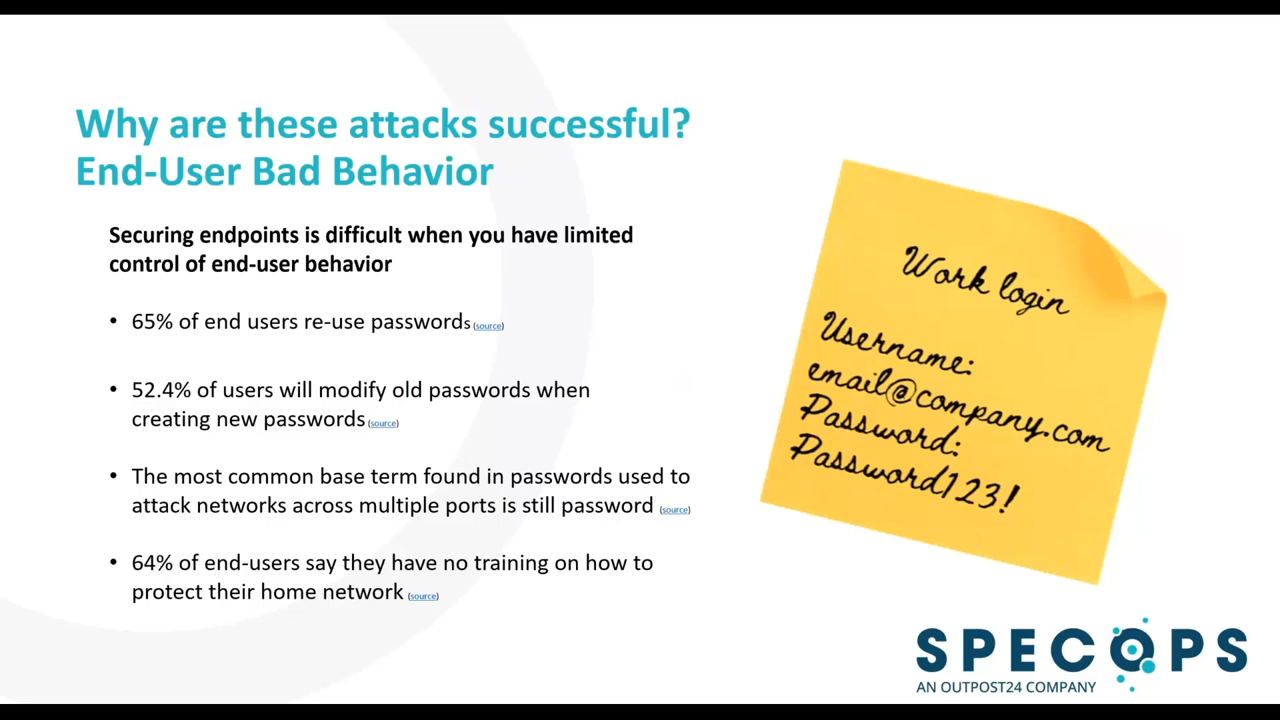 Why are these attacks successful?
End-User Bad Behavior
Securing endpoints is difficult when you have limited
control of end-user behavior
• 65% of end users re-use passwords (source)
• 52.4% of users will modify old passwords when
creating new passwords (source)
• The most common base term found in passwords used to
attack networks across multiple ports is still password (source)
• 64% of end-users say they have no training on how to
protect their home network (source)
Work login
Username:
email@company.com
Password:
Password123!
SPECOPS
AN OUTPOST24 COMPANY